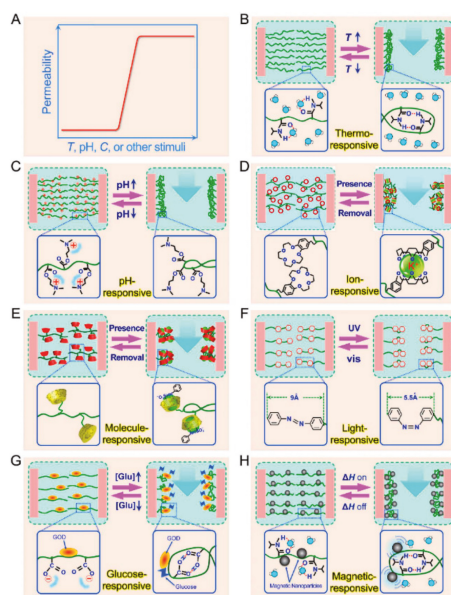 A
Permeability
T, pH, C, or other stimuli
B
T ↑
T ↓
Thermo-
responsive
C
pH↑
pH↓
pH-
responsive
D
Presence
Removal
Ion-
responsive
E
Presence
Removal
Molecule-
responsive
F
UV
vis
9Å
5.5Å
Light-
responsive
G
[Glu]↑
[Glu]↓
GOD
GOD
Glucose
Glucose-
responsive
H
ΔH on
ΔH off
Magnetic Nanoparticles
Magnetic-
responsive